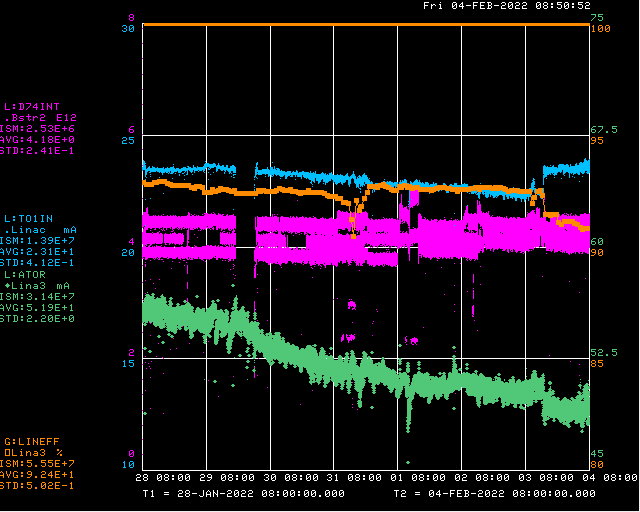 Fri 04-FEB-2022 08:50:52
8
30
75
100
L:D74INT
.Bstr2 E12
ISM:2.53E+6
AVG:4.18E+0
STD:2.41E-1
6
25
67.5
95
L:TO1IN
.Linac mA
ISM:1.39E+7
AVG:2.31E+1
STD:4.12E-1
4
20
60
90
L:ATOR
◆Lina3 mA
ISM:3.14E+7
AVG:5.19E+1
STD:2.20E+0
2
15
52.5
85
G:LINEFF
□Lina3 %
ISM:5.55E+7
AVG:9.24E+1
STD:5.02E-1
0
10
45
80
28 08:00 29 08:00 30 08:00 31 08:00 01 08:00 02 08:00 03 08:00 04 08:00
T1 = 28-JAN-2022 08:00:00.000 T2 = 04-FEB-2022 08:00:00.000